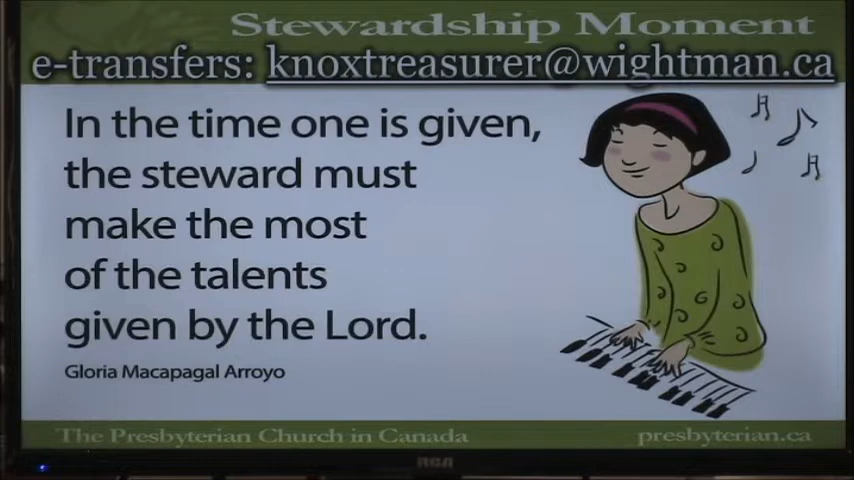 Stewardship Moment
e-transfers: knoxtreasurer@wightman.ca
In the time one is given,
the steward must
make the most
of the talents
given by the Lord.
Gloria Macapagal Arroyo
The Presbyterian Church in Canada
presbyterian.ca
RCA